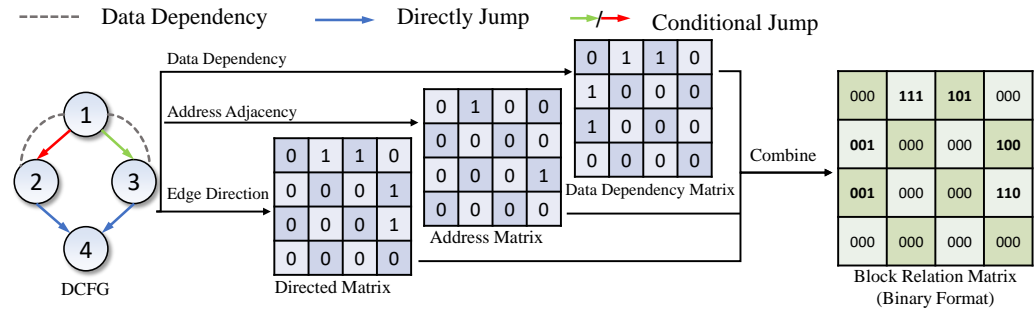 Data Dependency
Directly Jump
Conditional Jump
Data Dependency
Address Adjacency
Edge Direction
1
2
3
4
DCFG
0 1 1 0
0 0 0 1
0 0 0 1
0 0 0 0
Directed Matrix
0 1 0 0
0 0 0 0
0 0 0 1
0 0 0 0
Address Matrix
0 1 1 0
1 0 0 0
1 0 0 0
0 0 0 0
Data Dependency Matrix
Combine
000 111 101 000
001 000 000 100
001 000 000 110
000 000 000 000
Block Relation Matrix
(Binary Format)